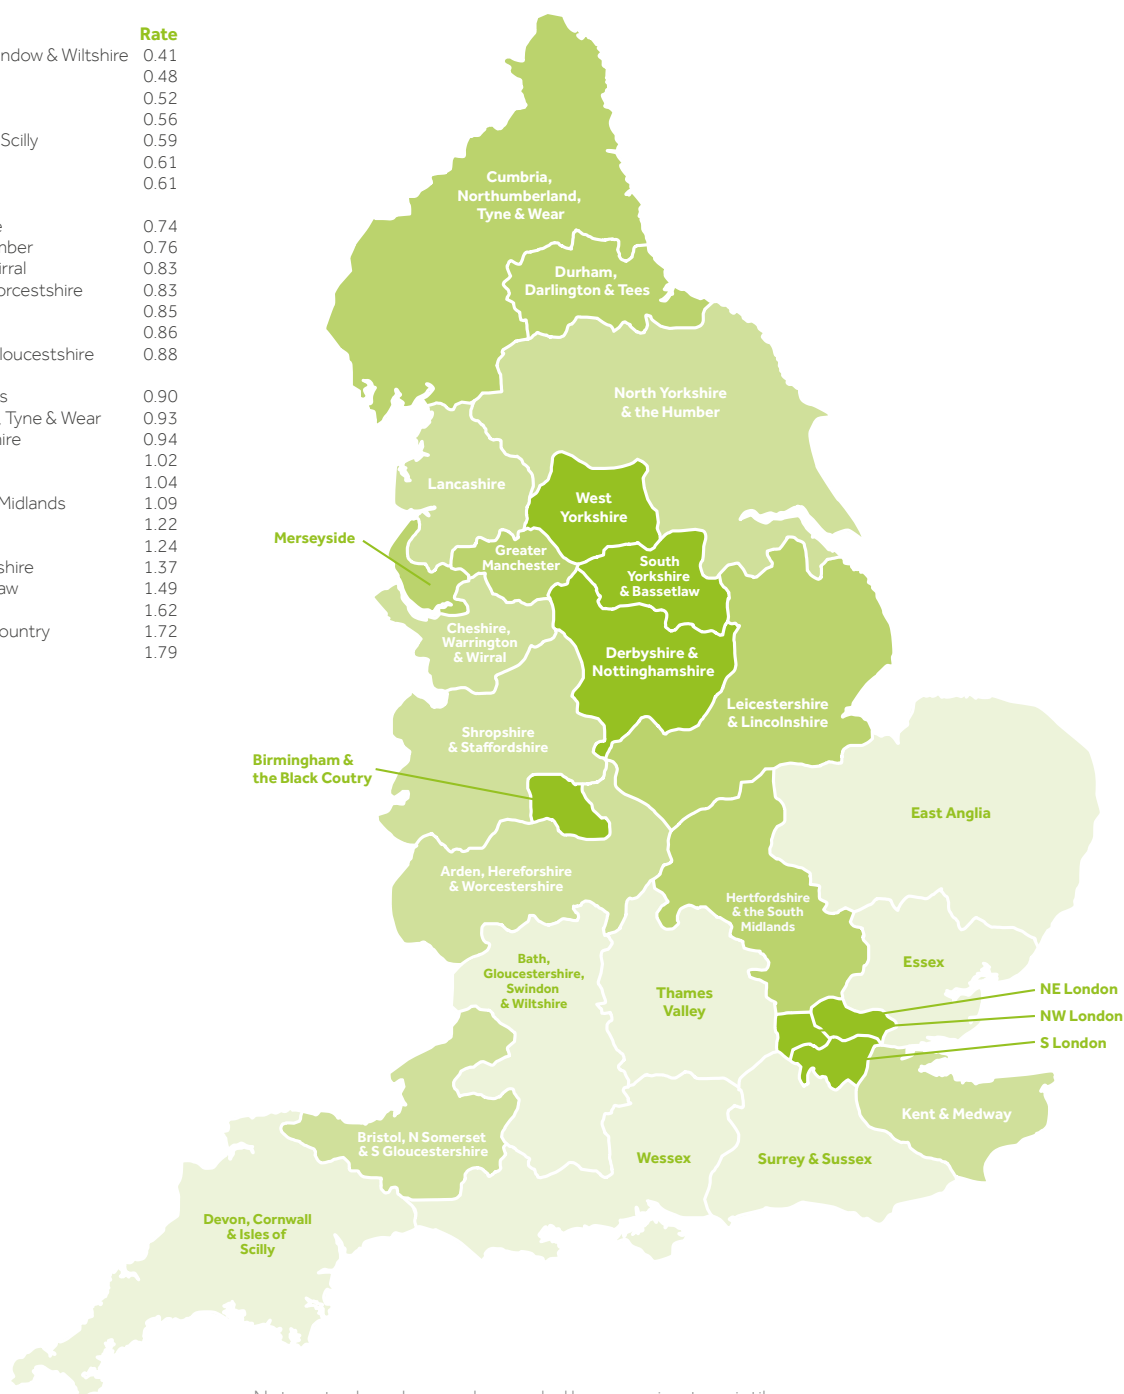 Rate
ndow & Wiltshire 0.41
0.48
0.52
0.56
Scilly 0.59
0.61
0.61
e 0.74
mber 0.76
irral 0.83
orcestshire 0.83
0.85
0.86
loucestshire 0.88
s 0.90
, Tyne & Wear 0.93
hire 0.94
1.02
1.04
Midlands 1.09
1.22
1.24
shire 1.37
aw 1.49
1.62
ountry 1.72
1.79
Cumbria,
Northumberland,
Tyne & Wear
Durham,
Darlington & Tees
North Yorkshire
& the Humber
Lancashire
West
Yorkshire
Merseyside
Greater
Manchester
South
Yorkshire
& Bassetlaw
Cheshire,
Warrington
& Wirral
Derbyshire &
Nottinghamshire
Leicestershire
& Lincolnshire
Shropshire
& Staffordshire
Birmingham &
the Black Coutry
East Anglia
Arden, Hereforshire
& Worcestershire
Hertfordshire
& the South
Midlands
Bath,
Gloucestershire,
Swindon
& Wiltshire
Essex
Thames
Valley
NE London
NW London
S London
Kent & Medway
Bristol, N Somerset
& S Gloucestershire
Wessex
Surrey & Sussex
Devon, Cornwall
& Isles of
Scilly